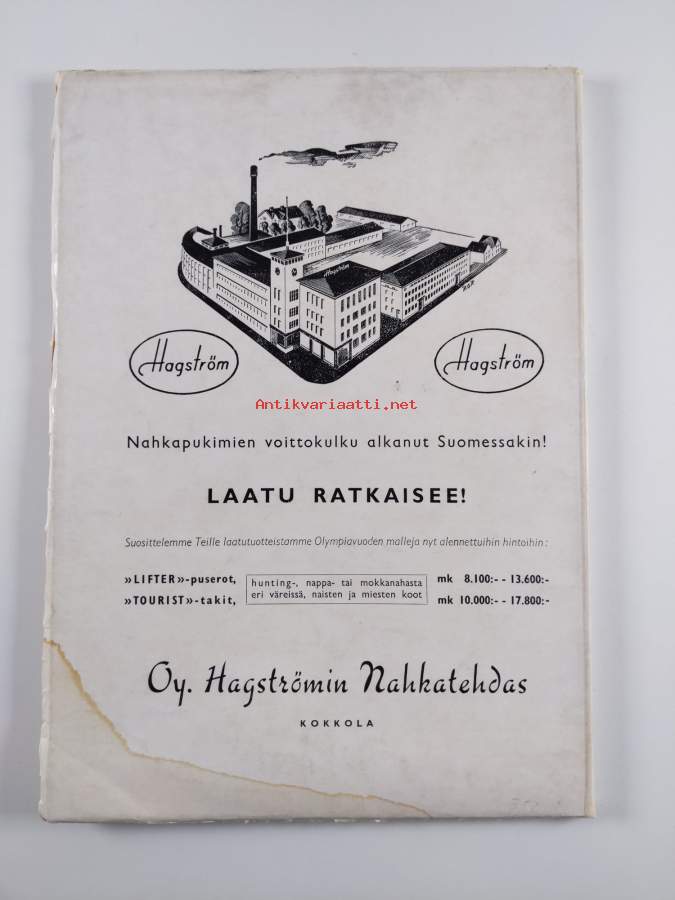 Hagström
Hagström
Hagström
Antikvariaatti.net
Nahkapukimien voittokulku alkanut Suomessakin!
LAATU RATKAISEE!
Suosittelemme Teille laatutuotteistamme Olympiavuoden malleja nyt alennettuihin hintoihin:
»LIFTER»-puserot, hunting-, nappa- tai mokkanahasta mk 8.100:- - 13.600:-
»TOURIST»-takit, eri väreissä, naisten ja miesten koot mk 10.000:- - 17.800:-
Oy. Hagströmin Nahkatehdas
KOKKOLA